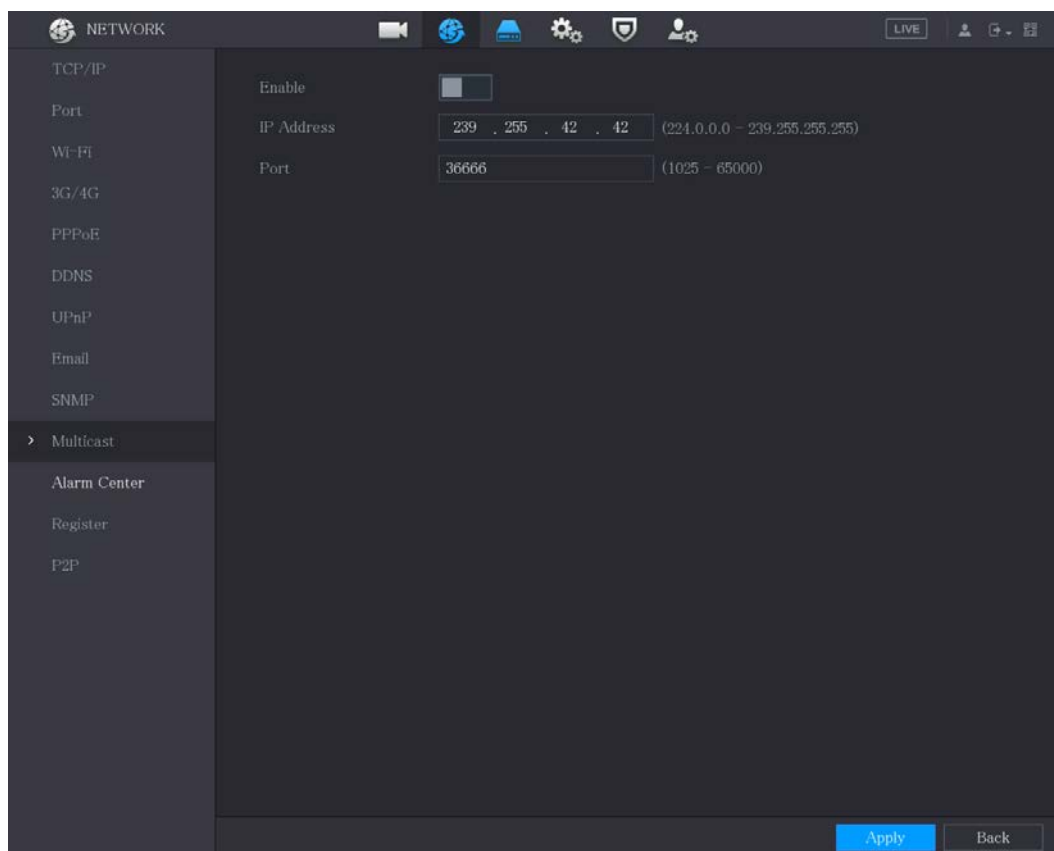 NETWORK
LIVE
TCP/IP
Port
Wi-Fi
3G/4G
PPPoE
DDNS
UPnP
Email
SNMP
Multicast
Alarm Center
Register
P2P
Enable
IP Address 239 . 255 . 42 . 42 (224.0.0.0 - 239.255.255.255)
Port 36666 (1025 - 65000)
Apply Back